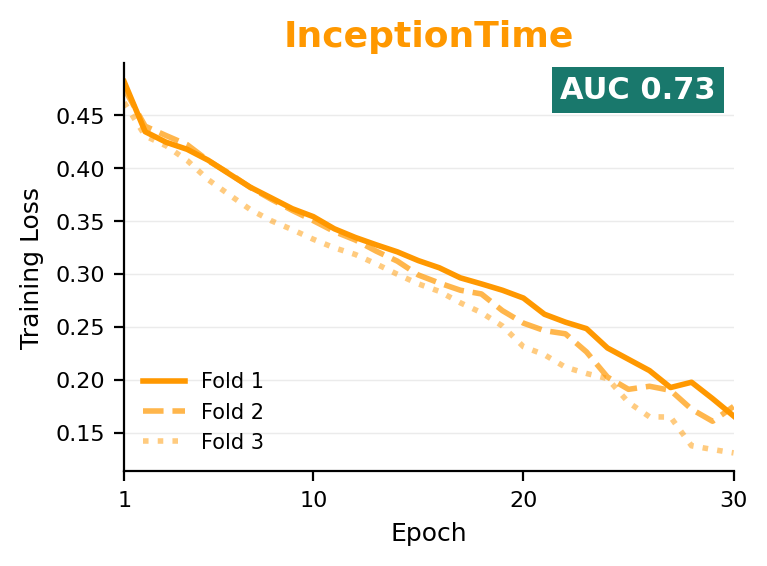 InceptionTime
AUC 0.73
Training Loss
0.45
0.40
0.35
0.30
0.25
0.20
0.15
Fold 1
Fold 2
Fold 3
1
10
20
30
Epoch